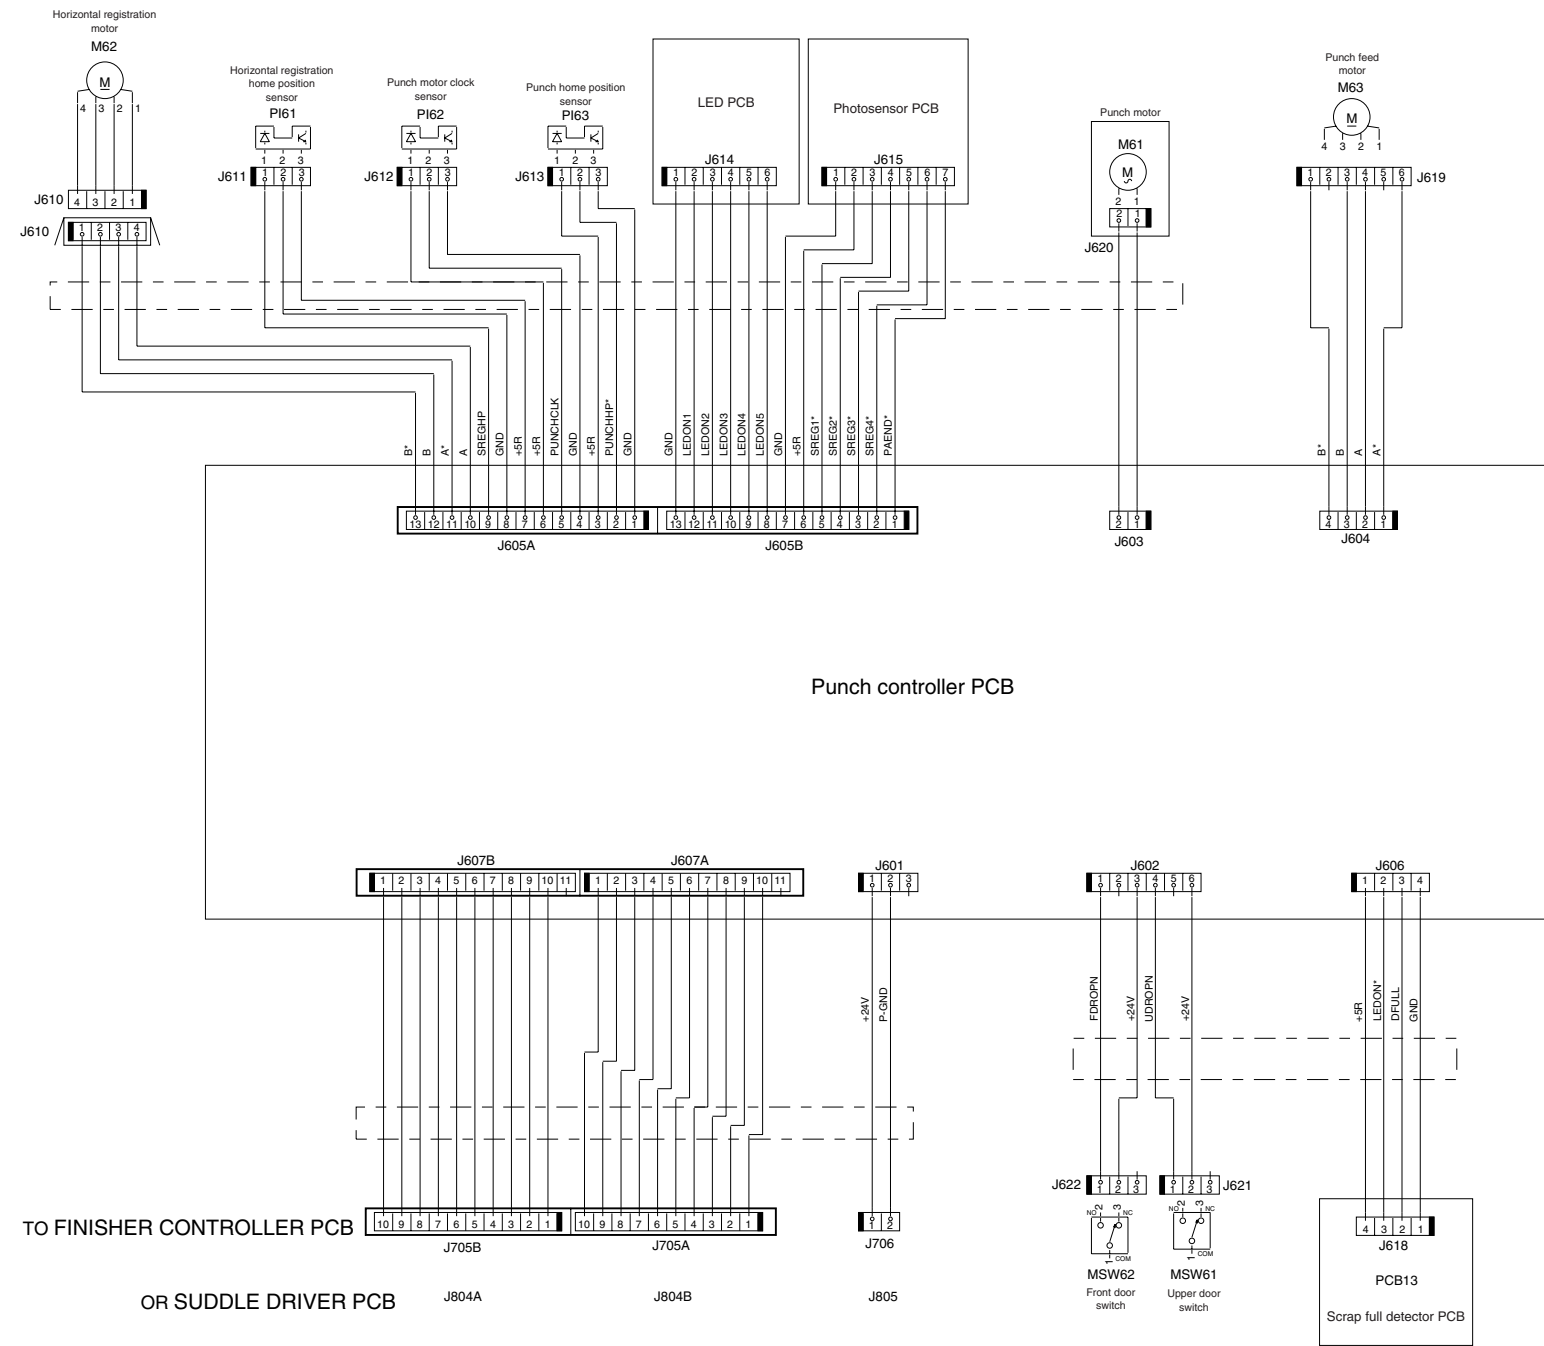 Horizontal registration
motor
M62
M
4 3 2 1
J610
4 3 2 1
J610
1 2 3 4
Horizontal registration
home position
sensor
PI61
1 2 3
J611
1 2 3
Punch motor clock
sensor
PI62
1 2 3
J612
1 2 3
Punch home position
sensor
PI63
1 2 3
J613
1 2 3
LED PCB
J614
1 2 3 4 5 6
Photosensor PCB
J615
1 2 3 4 5 6 7
Punch motor
M61
M
2 1
2 1
J620
Punch feed
motor
M63
M
4 3 2 1
1 2 3 4 5 6
J619
B*
B
A*
A
SREGHP
GND
+5R
+5R
PUNCHCLK
GND
+5R
PUNCHHP*
GND
GND
LEDON1
LEDON2
LEDON3
LEDON4
LEDON5
GND
+5R
SREG1*
SREG2*
SREG3*
SREG4*
PAEND*
B*
B
A
A*
13 12 11 10 9 8 7 6 5 4 3 2 1
J605A
13 12 11 10 9 8 7 6 5 4 3 2 1
J605B
2 1
J603
4 3 2 1
J604
Punch controller PCB
J607B
1 2 3 4 5 6 7 8 9 10 11
J607A
1 2 3 4 5 6 7 8 9 10 11
J601
1 2 3
J602
1 2 3 4 5 6
J606
1 2 3 4
+24V
P-GND
FDROPN
+24V
UDROPN
+24V
+5R
LEDON*
DFULL
GND
TO FINISHER CONTROLLER PCB
10 9 8 7 6 5 4 3 2 1
J705B
10 9 8 7 6 5 4 3 2 1
J705A
1 2
J706
OR SUDDLE DRIVER PCB
J804A
J804B
J805
J622
1 2 3
NO 2 3 NC
1 COM
MSW62
Front door
switch
1 2 3
J621
NO 2 3 NC
1 COM
MSW61
Upper door
switch
4 3 2 1
J618
PCB13
Scrap full detector PCB